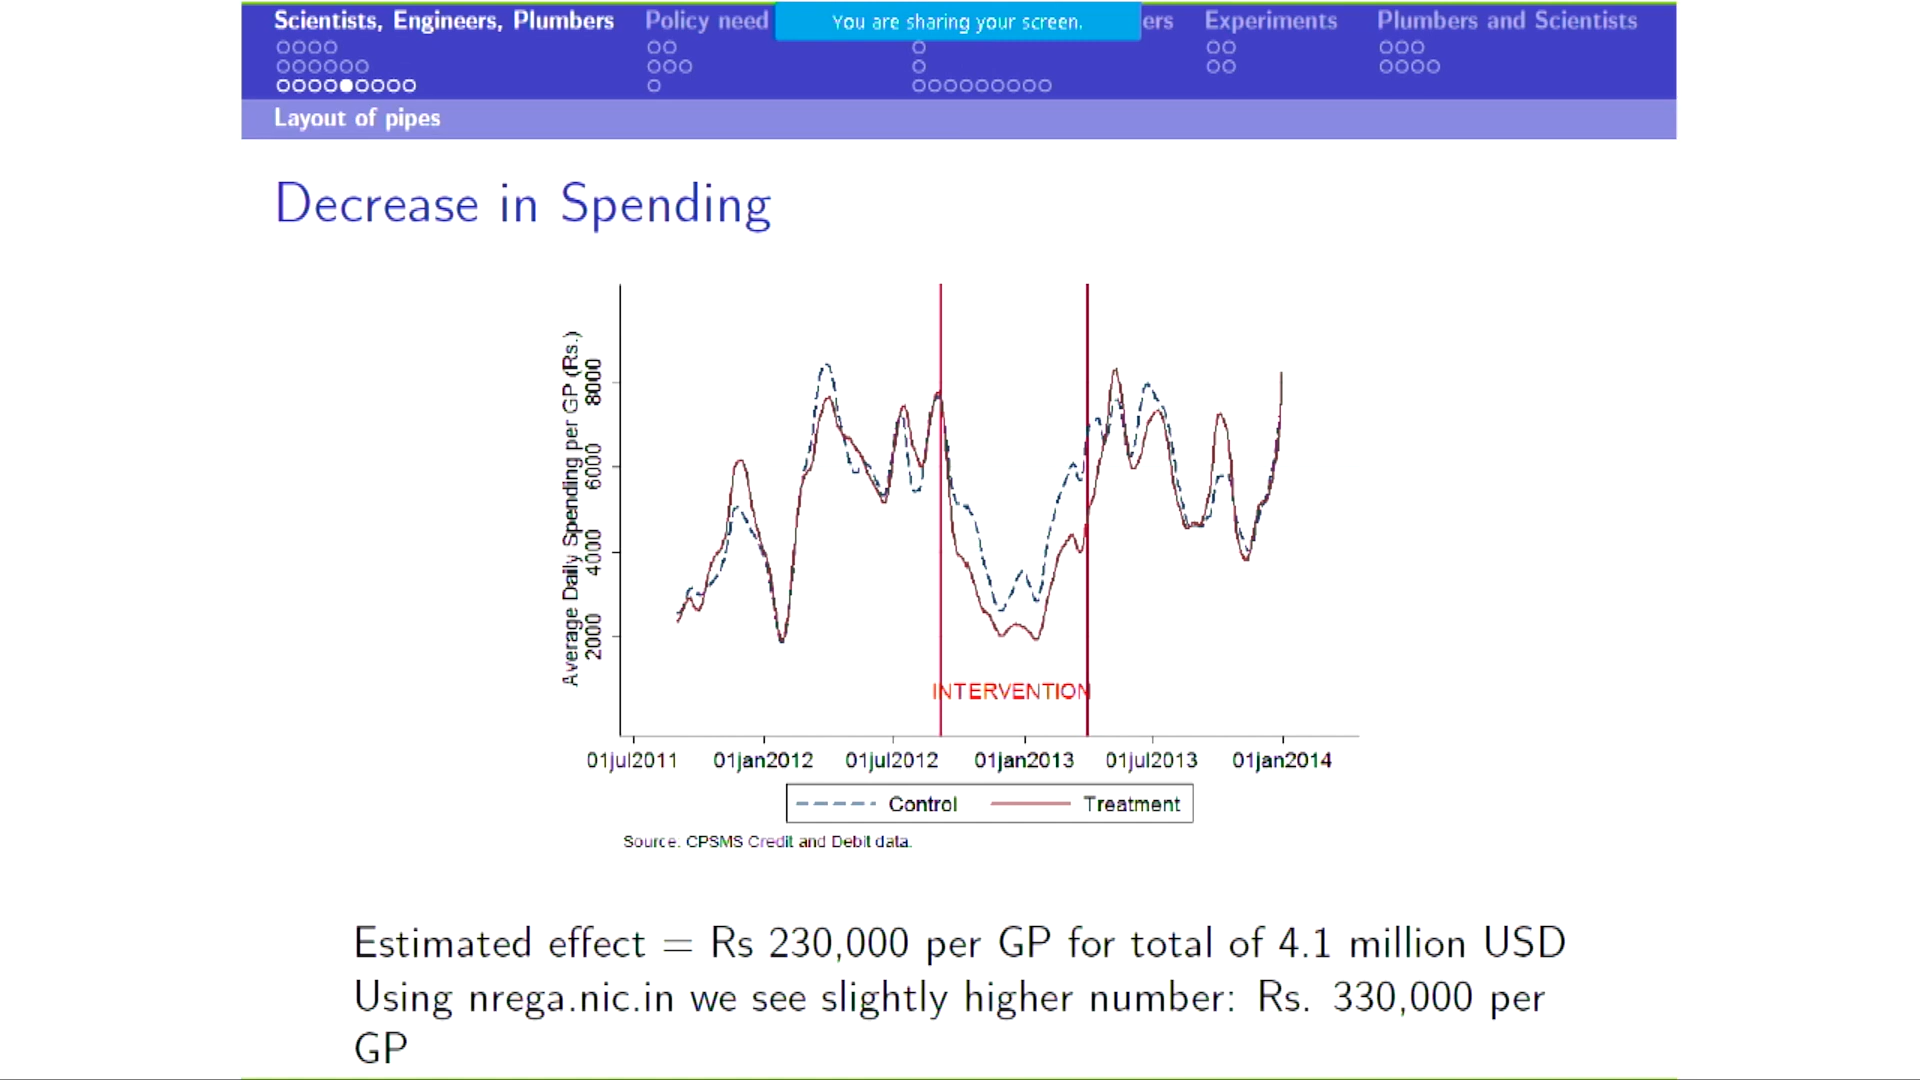 Scientists, Engineers, Plumbers Policy need You are sharing your screen. ers Experiments Plumbers and Scientists
Layout of pipes
Decrease in Spending
Average Daily Spending per GP (Rs.)
8000
6000
4000
2000
INTERVENTION
01jul2011 01jan2012 01jul2012 01jan2013 01jul2013 01jan2014
Control Treatment
Source. CPSMS Credit and Debit data.
Estimated effect = Rs 230,000 per GP for total of 4.1 million USD
Using nrega.nic.in we see slightly higher number: Rs. 330,000 per
GP